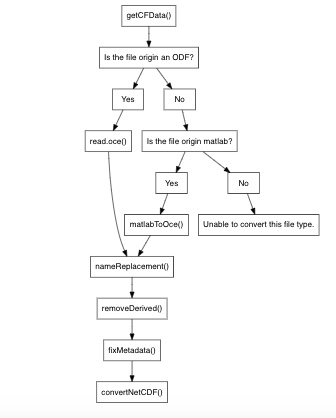 getCFData()
Is the file origin an ODF?
Yes
No
read.oce()
Is the file origin matlab?
Yes
No
matlabToOce()
Unable to convert this file type.
nameReplacement()
removeDerived()
fixMetadata()
convertNetCDF()